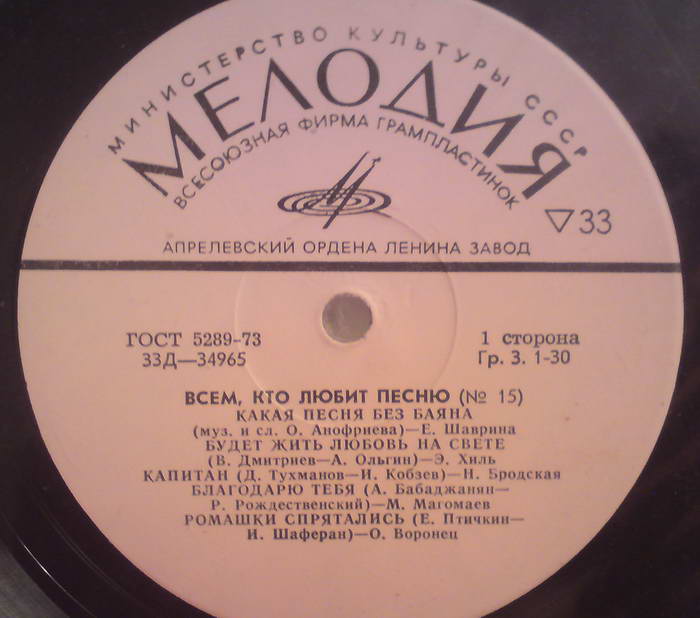 МИНИСТЕРСТВО КУЛЬТУРЫ СССР
МЕЛОДИЯ
ВСЕСОЮЗНАЯ ФИРМА ГРАМПЛАСТИНОК
▽33
АПРЕЛЕВСКИЙ ОРДЕНА ЛЕНИНА ЗАВОД
ГОСТ 5289-73
33Д—34965
1 сторона
Гр. 3. 1-30
ВСЕМ, КТО ЛЮБИТ ПЕСНЮ (№ 15)
КАКАЯ ПЕСНЯ БЕЗ БАЯНА
(муз. и сл. О. Анофриева)—Е. Шаврина
БУДЕТ ЖИТЬ ЛЮБОВЬ НА СВЕТЕ
(В. Дмитриев—А. Ольгин)—Э. Хиль
КАПИТАН (Д. Тухманов—И. Кобзев)—Н. Бродская
БЛАГОДАРЮ ТЕБЯ (А. Бабаджанян—
Р. Рождественский)—М. Магомаев
РОМАШКИ СПРЯТАЛИСЬ (Е. Птичкин—
И. Шаферан)—О. Воронец